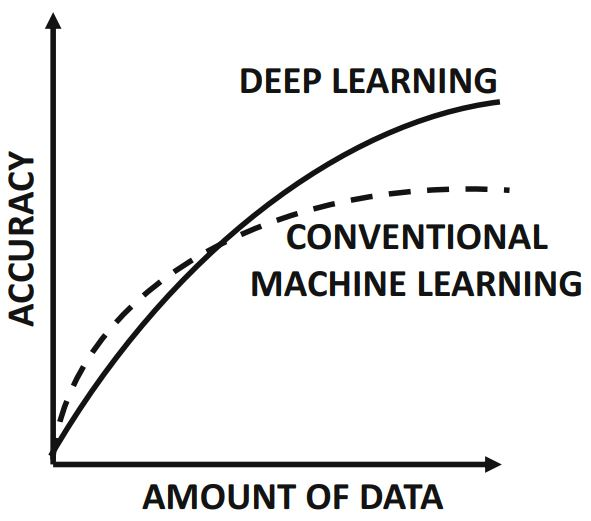 DEEP LEARNING
ACCURACY
CONVENTIONAL
MACHINE LEARNING
AMOUNT OF DATA